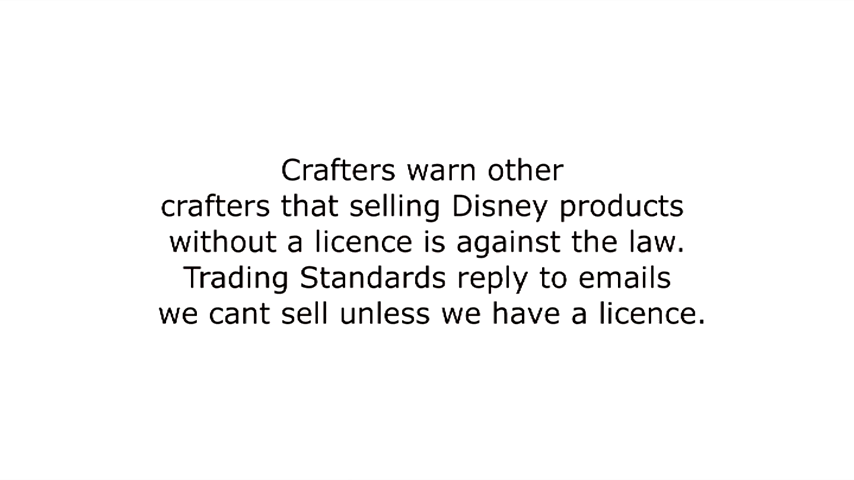 Crafters warn other
crafters that selling Disney products
without a licence is against the law.
Trading Standards reply to emails
we cant sell unless we have a licence.